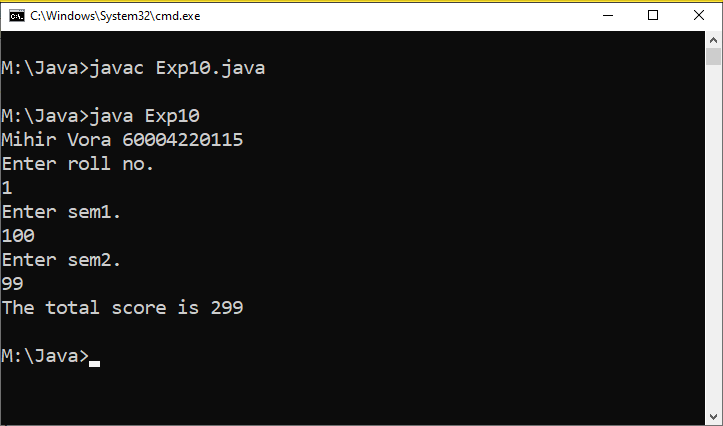 C:\Windows\System32\cmd.exe
M:\Java>javac Exp10.java
M:\Java>java Exp10
Mihir Vora 60004220115
Enter roll no.
1
Enter sem1.
100
Enter sem2.
99
The total score is 299
M:\Java>